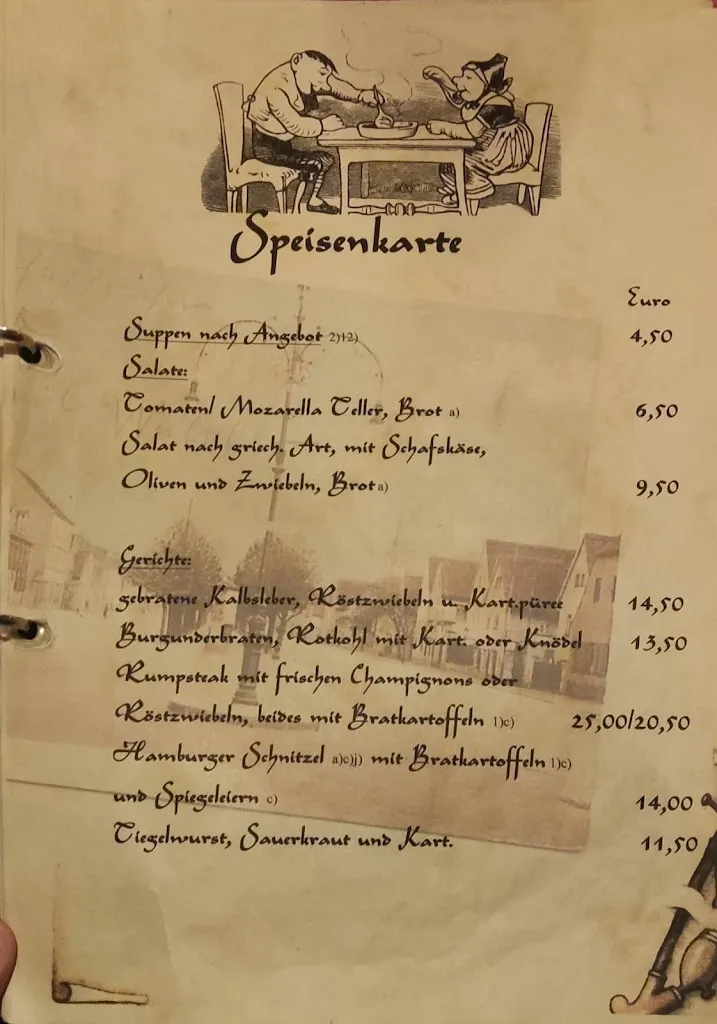 Speisenkarte
Euro
Suppen nach Angebot 2)12) 4,50
Salate:
Tomaten/ Mozarella Teller, Brot a) 6,50
Salat nach griech. Art, mit Schafskäse,
Oliven und Zwiebeln, Brot a) 9,50
Gerichte:
gebratene Kalbsleber, Röstzwiebeln u. Kart.püree 14,50
Burgunderbraten, Rotkohl mit Kart. oder Knödel 13,50
Rumpsteak mit frischen Champignons oder
Röstzwiebeln, beides mit Bratkartoffeln 1)c) 25,00/20,50
Hamburger Schnitzel a)c)j) mit Bratkartoffeln 1)c)
und Spiegeleiern c) 14,00
Tiegelwurst, Sauerkraut und Kart. 11,50